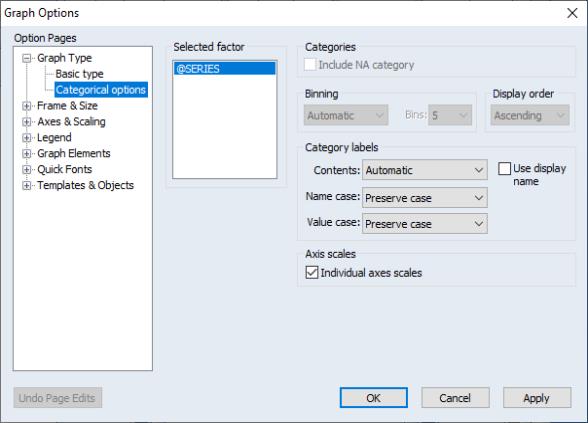 Graph Options
Option Pages
Graph Type
Basic type
Categorical options
Frame & Size
Axes & Scaling
Legend
Graph Elements
Quick Fonts
Templates & Objects
Selected factor
@SERIES
Categories
Include NA category
Binning
Automatic
Bins: 5
Display order
Ascending
Category labels
Contents: Automatic
Use display
name
Name case: Preserve case
Value case: Preserve case
Axis scales
Individual axes scales
Undo Page Edits
OK
Cancel
Apply